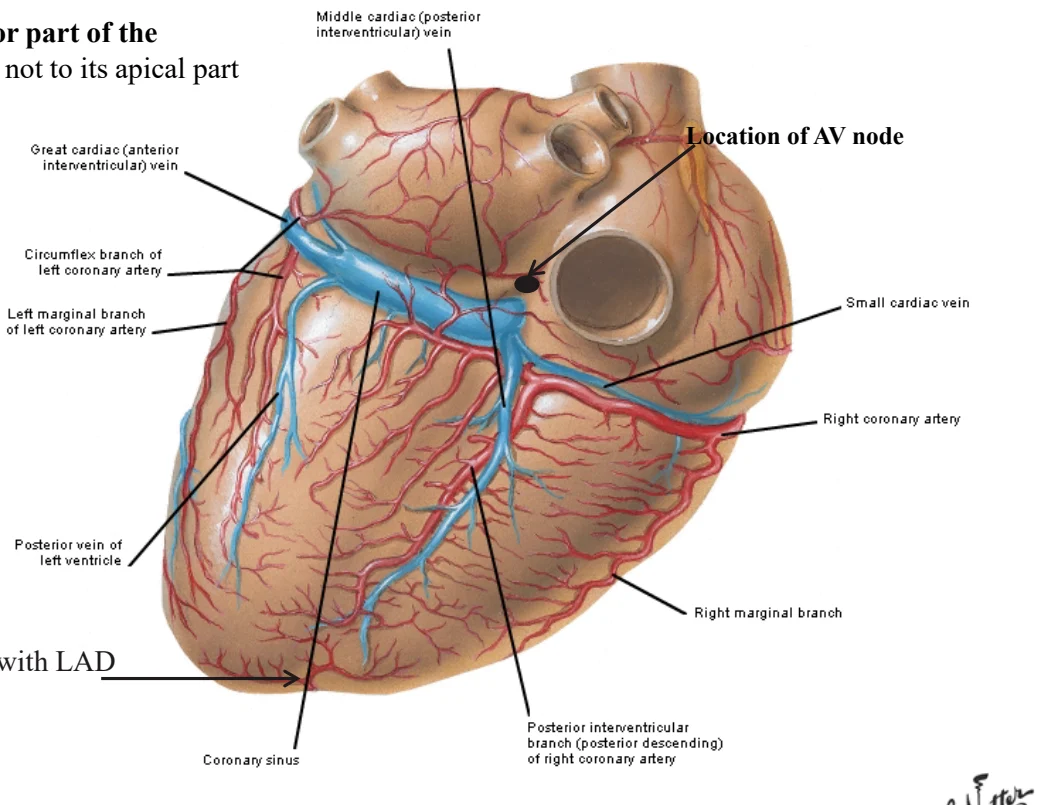 or part of the
not to its apical part
Middle cardiac (posterior
interventricular) vein
Great cardiac (anterior
interventricular) vein
Location of AV node
Circumflex branch of
left coronary artery
Left marginal branch
of left coronary artery
Small cardiac vein
Right coronary artery
Posterior vein of
left ventricle
Right marginal branch
with LAD
Posterior interventricular
branch (posterior descending)
of right coronary artery
Coronary sinus